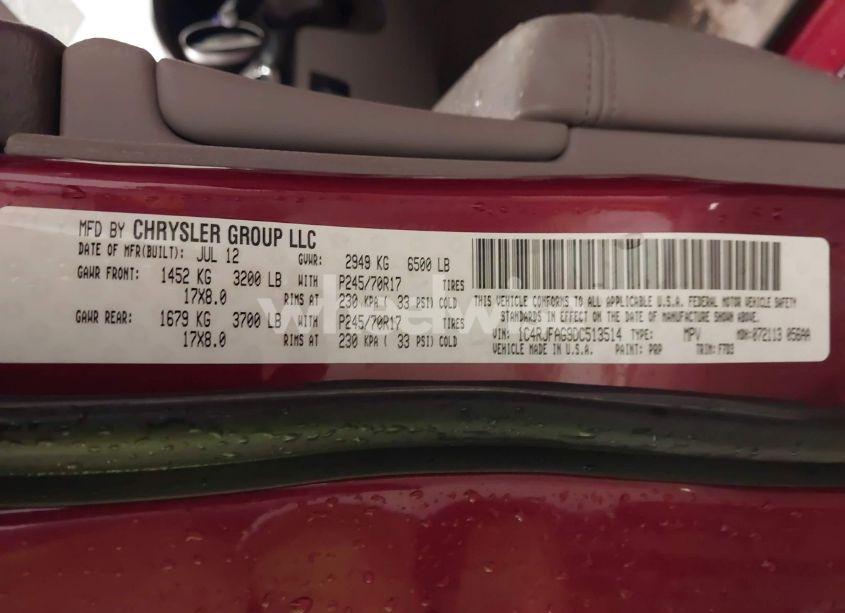 MFD BY CHRYSLER GROUP LLC
DATE OF MFR(BUILT): JUL 12 GVWR: 2949 KG 6500 LB
GAWR FRONT: 1452 KG 3200 LB WITH P245/70R17 TIRES
17X8.0 RIMS AT 230 KPA ( 33 PSI) COLD
GAWR REAR: 1679 KG 3700 LB WITH P245/70R17 TIRES
17X8.0 RIMS AT 230 KPA ( 33 PSI) COLD
THIS VEHICLE CONFORMS TO ALL APPLICABLE U.S.A. FEDERAL MOTOR VEHICLE SAFETY
STANDARDS IN EFFECT ON THE DATE OF MANUFACTURE SHOWN ABOVE.
VIN: 1C4RJFAG9DC513514 TYPE: MPV MDH:072113 056AA
VEHICLE MADE IN U.S.A. PAINT: PRP TRIM: F7D3